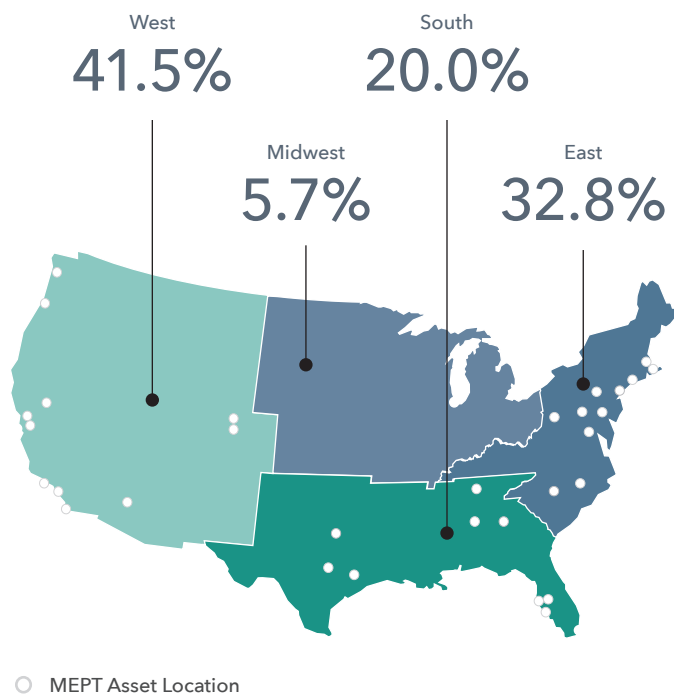 West
41.5%
South
20.0%
Midwest
5.7%
East
32.8%
MEPT Asset Location